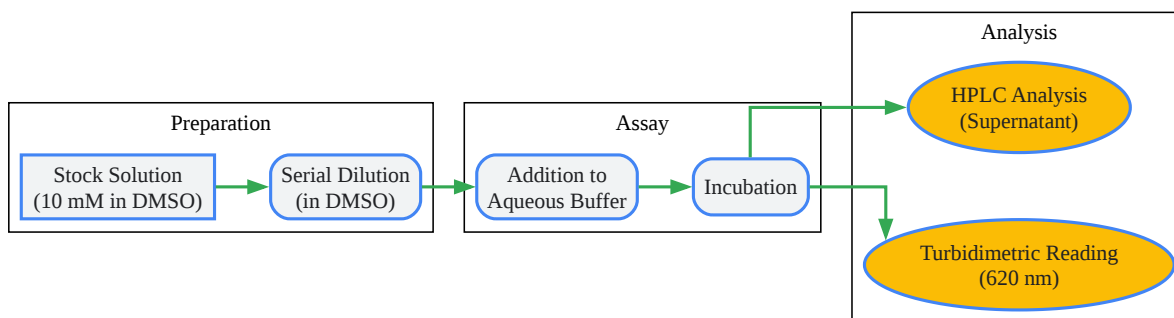 Preparation
Stock Solution
(10 mM in DMSO)
Serial Dilution
(in DMSO)
Assay
Addition to
Aqueous Buffer
Incubation
Analysis
HPLC Analysis
(Supernatant)
Turbidimetric Reading
(620 nm)